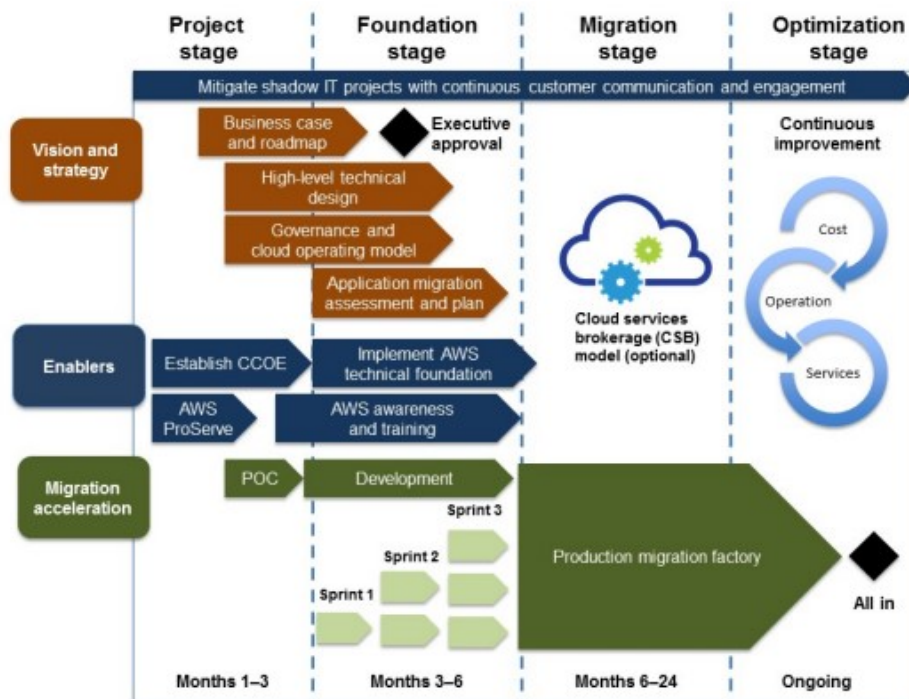 Project
stage
Foundation
stage
Migration
stage
Optimization
stage
Mitigate shadow IT projects with continuous customer communication and engagement
Vision and
strategy
Business case
and roadmap
Executive
approval
High-level technical
design
Governance and
cloud operating model
Application migration
assessment and plan
Cloud services
brokerage (CSB)
model (optional)
Continuous
improvement
Cost
Operation
Services
Enablers
Establish CCOE
Implement AWS
technical foundation
AWS
ProServe
AWS awareness
and training
Migration
acceleration
POC
Development
Sprint 3
Sprint 2
Sprint 1
Production migration factory
All in
Months 1–3
Months 3–6
Months 6–24
Ongoing